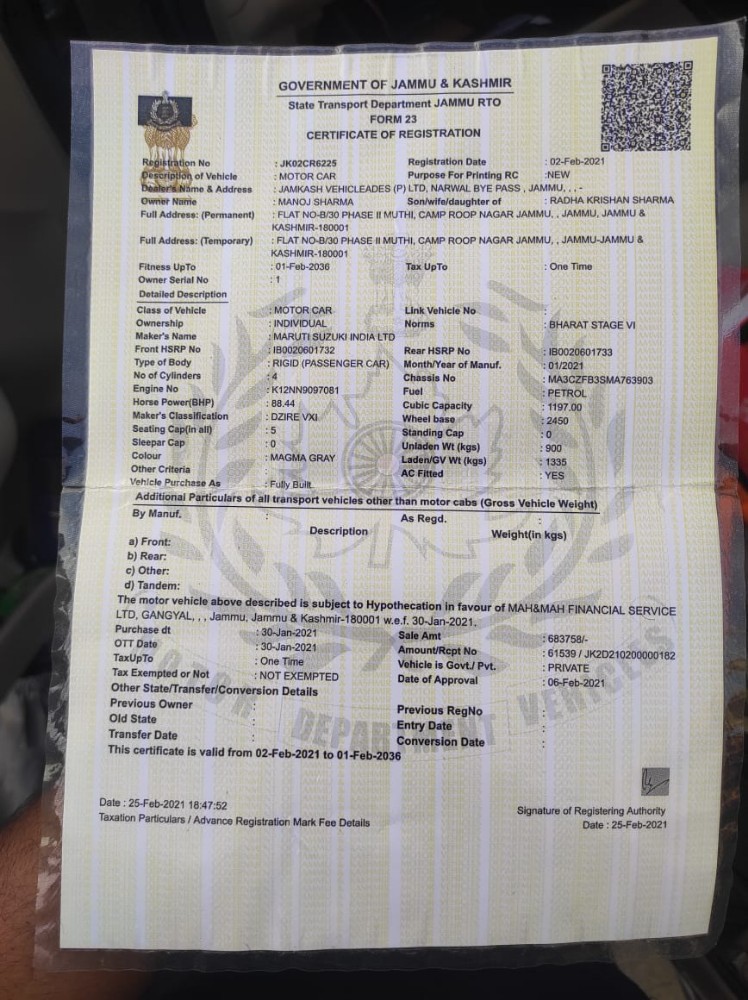 GOVERNMENT OF JAMMU & KASHMIR
State Transport Department JAMMU RTO
FORM 23
CERTIFICATE OF REGISTRATION
Registration No : JK02CR6225 Registration Date : 02-Feb-2021
Description of Vehicle : MOTOR CAR Purpose For Printing RC :NEW
Dealer's Name & Address : JAMKASH VEHICLEADES (P) LTD, NARWAL BYE PASS , JAMMU, , , -
Owner Name : MANOJ SHARMA Son/wife/daughter of : RADHA KRISHAN SHARMA
Full Address: (Permanent) : FLAT NO-B/30 PHASE II MUTHI, CAMP ROOP NAGAR JAMMU, , JAMMU, JAMMU &
KASHMIR-180001
Full Address: (Temporary) : FLAT NO-B/30 PHASE II MUTHI, CAMP ROOP NAGAR JAMMU, , JAMMU-JAMMU &
KASHMIR-180001
Fitness UpTo : 01-Feb-2036 Tax UpTo : One Time
Owner Serial No : 1
Detailed Description
Class of Vehicle : MOTOR CAR Link Vehicle No :
Ownership : INDIVIDUAL Norms : BHARAT STAGE VI
Maker's Name : MARUTI SUZUKI INDIA LTD
Front HSRP No : IB0020601732 Rear HSRP No : IB0020601733
Type of Body : RIGID (PASSENGER CAR) Month/Year of Manuf. : 01/2021
No of Cylinders : 4 Chassis No : MA3CZFB3SMA763903
Engine No : K12NN9097081 Fuel : PETROL
Horse Power(BHP) : 88.44 Cubic Capacity : 1197.00
Maker's Classification : DZIRE VXI Wheel base : 2450
Seating Cap(in all) : 5 Standing Cap : 0
Sleepar Cap : 0 Unladen Wt (kgs) : 900
Colour : MAGMA GRAY Laden/GV Wt (kgs) : 1335
Other Criteria : AC Fitted : YES
Vehicle Purchase As : Fully Built
Additional Particulars of all transport vehicles other than motor cabs (Gross Vehicle Weight)
By Manuf. : As Regd. :
Description Weight(in kgs)
a) Front:
b) Rear:
c) Other:
d) Tandem:
The motor vehicle above described is subject to Hypothecation in favour of MAH&MAH FINANCIAL SERVICE
LTD, GANGYAL, , , Jammu, Jammu & Kashmir-180001 w.e.f. 30-Jan-2021.
Purchase dt : 30-Jan-2021 Sale Amt : 683758/-
OTT Date : 30-Jan-2021 Amount/Rcpt No : 61539 / JK2D210200000182
TaxUpTo : One Time Vehicle is Govt./ Pvt. : PRIVATE
Tax Exempted or Not : NOT EXEMPTED Date of Approval : 06-Feb-2021
Other State/Transfer/Conversion Details
Previous Owner : Previous RegNo :
Old State : Entry Date :
Transfer Date : Conversion Date :
This certificate is valid from 02-Feb-2021 to 01-Feb-2036
MOTOR VEHICLES DEPARTMENT
Date : 25-Feb-2021 18:47:52
Signature of Registering Authority
Taxation Particulars / Advance Registration Mark Fee Details
Date : 25-Feb-2021